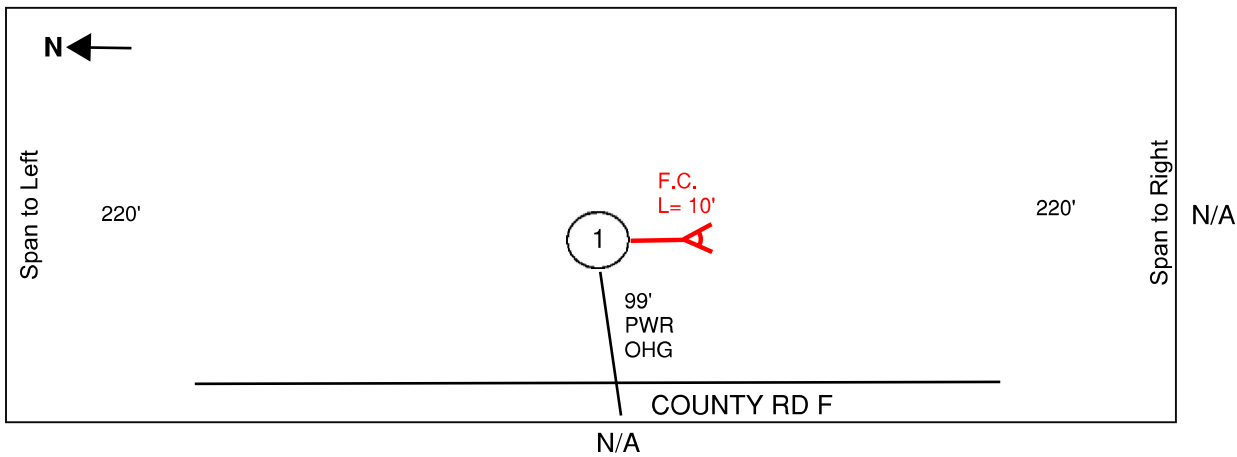 N
Span to Left
220'
F.C.
L= 10'
1
220'
Span to Right
N/A
99'
PWR
OHG
COUNTY RD F
N/A